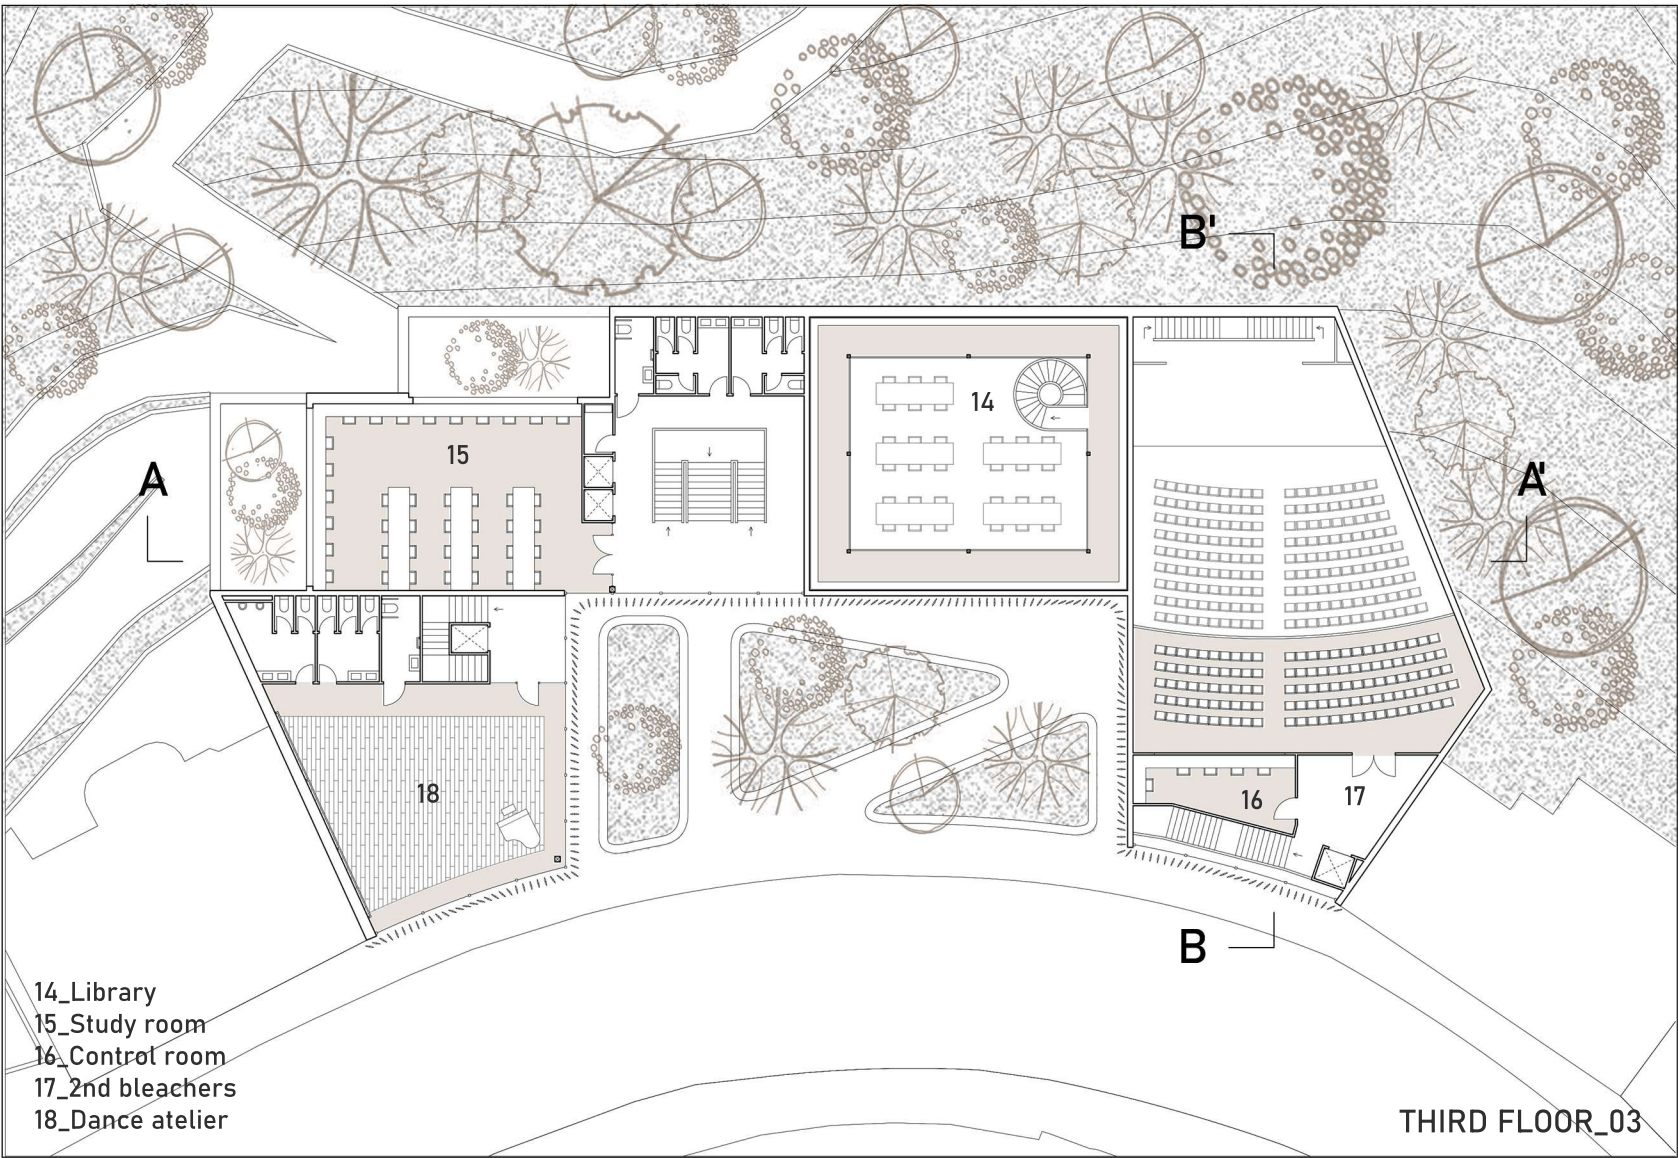 B'
14
15
A
A'
18
16
17
B
14_Library
15_Study room
16_Control room
17_2nd bleachers
18_Dance atelier
THIRD FLOOR_03